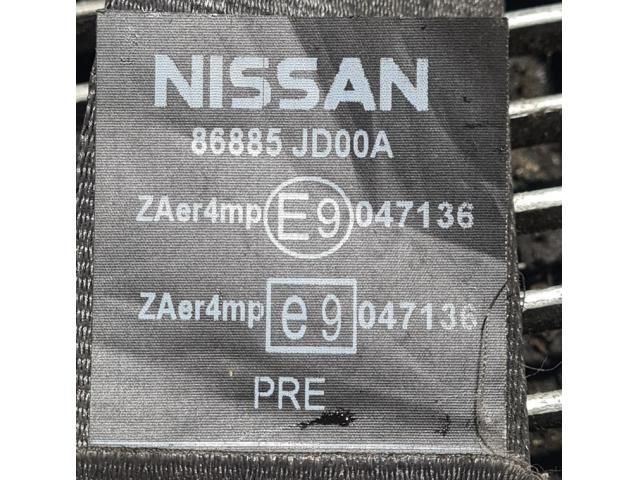 NISSAN
86885 JD00A
ZAer4mp E9 047136
ZAer4mp e9 047136
PRE